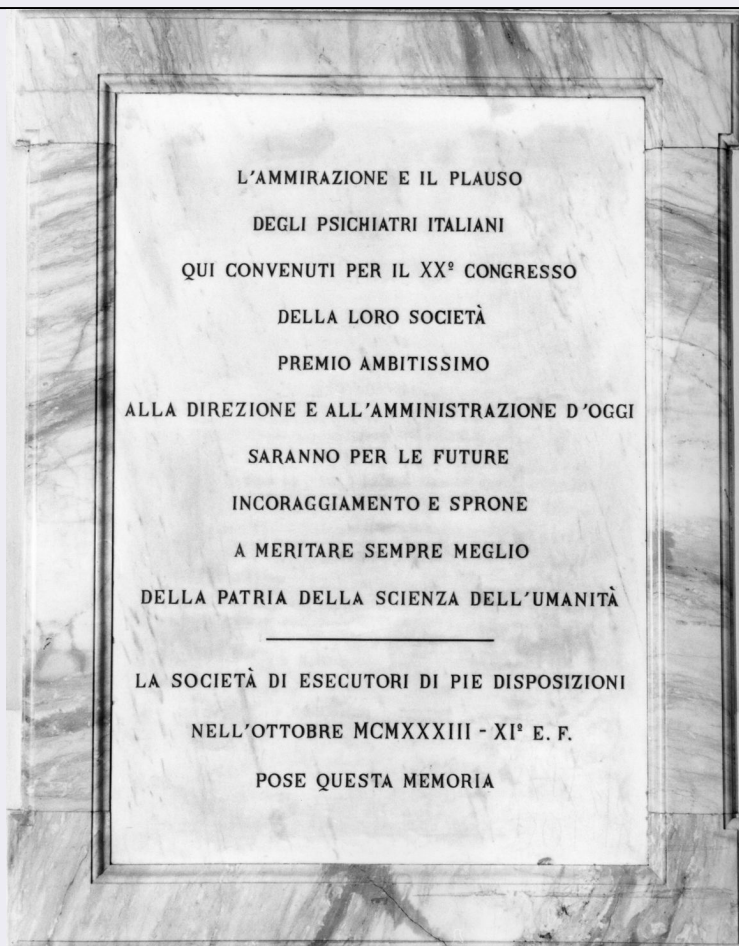 L'AMMIRAZIONE E IL PLAUSO
DEGLI PSICHIATRI ITALIANI
QUI CONVENUTI PER IL XXº CONGRESSO
DELLA LORO SOCIETÀ
PREMIO AMBITISSIMO
ALLA DIREZIONE E ALL'AMMINISTRAZIONE D'OGGI
SARANNO PER LE FUTURE
INCORAGGIAMENTO E SPRONE
A MERITARE SEMPRE MEGLIO
DELLA PATRIA DELLA SCIENZA DELL'UMANITÀ
LA SOCIETÀ DI ESECUTORI DI PIE DISPOSIZIONI
NELL'OTTOBRE MCMXXXIII - XIº E. F.
POSE QUESTA MEMORIA